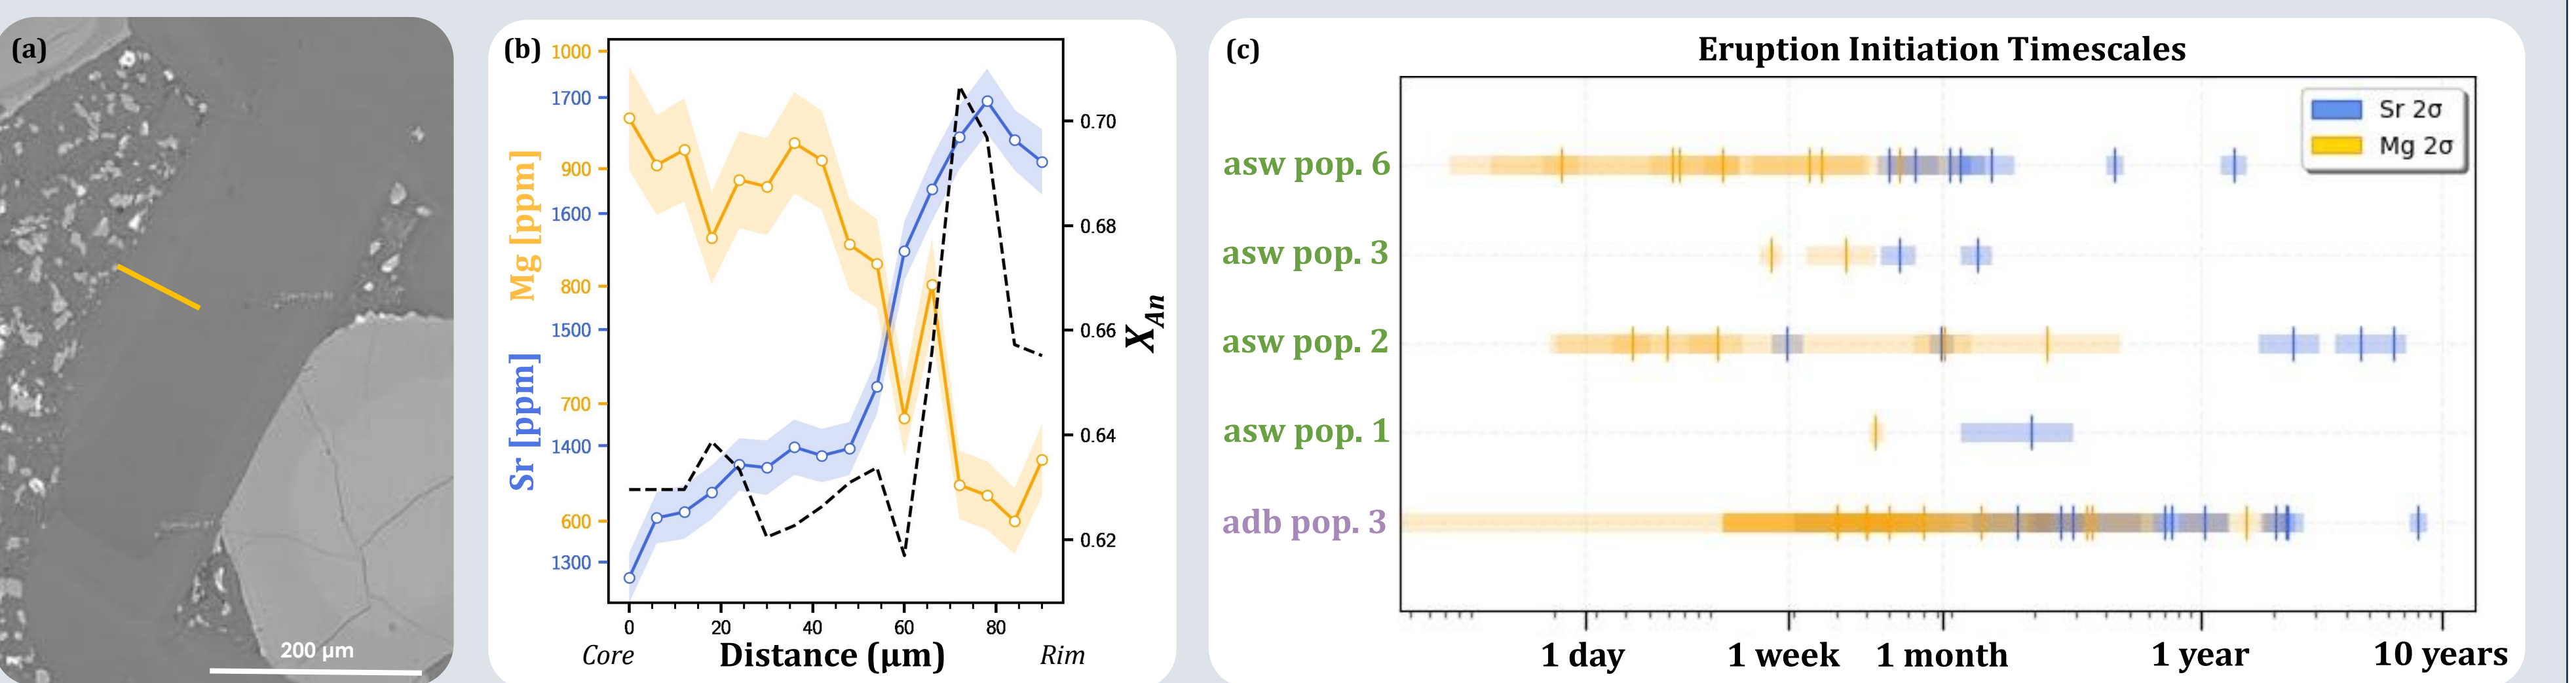 (a)
200 µm
(b)
1000
900
800
700
600
Mg [ppm]
1700
1600
1500
1400
1300
Sr [ppm]
0.70
0.68
0.66
0.64
0.62
X_An
0 20 40 60 80
Core Distance (µm) Rim
(c)
Eruption Initiation Timescales
Sr 2σ
Mg 2σ
asw pop. 6
asw pop. 3
asw pop. 2
asw pop. 1
adb pop. 3
1 day 1 week 1 month 1 year 10 years